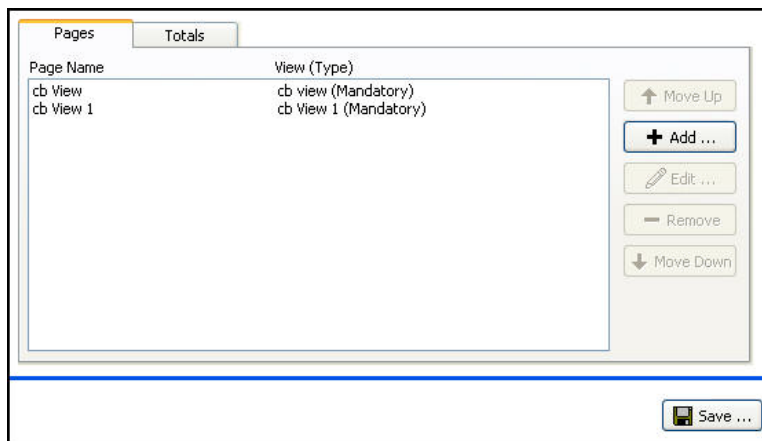 Pages Totals
Page Name View (Type)
cb View cb view (Mandatory)
cb View 1 cb View 1 (Mandatory)
Move Up
Add ...
Edit ...
Remove
Move Down
Save ...